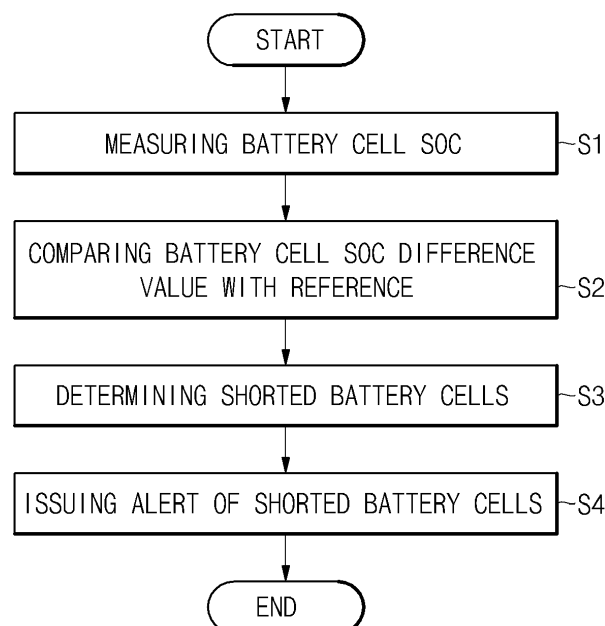 START
MEASURING BATTERY CELL SOC
S1
COMPARING BATTERY CELL SOC DIFFERENCE
VALUE WITH REFERENCE
S2
DETERMINING SHORTED BATTERY CELLS
S3
ISSUING ALERT OF SHORTED BATTERY CELLS
S4
END